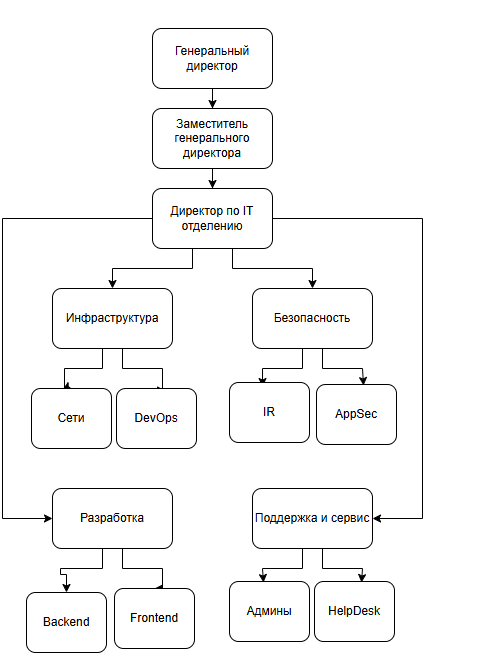 Генеральный
директор
Заместитель
генерального
директора
Директор по IT
отделению
Инфраструктура
Безопасность
Сети
DevOps
IR
AppSec
Разработка
Поддержка и сервис
Backend
Frontend
Админы
HelpDesk